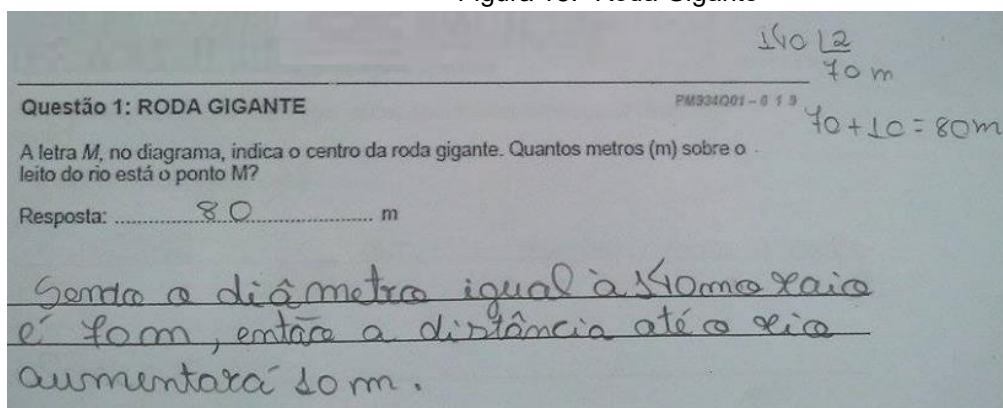 Figura 18: Roda Gigante
140 2
70 m
Questão 1: RODA GIGANTE
PM934Q01 – 0 1 9
70 + 10 = 80m
A letra M, no diagrama, indica o centro da roda gigante. Quantos metros (m) sobre o
leito do rio está o ponto M?
Resposta: ........ 80 ........ m
Sendo o diâmetro igual à 140m o raio
é 70m, então a distância até o rio
aumentará 10 m.